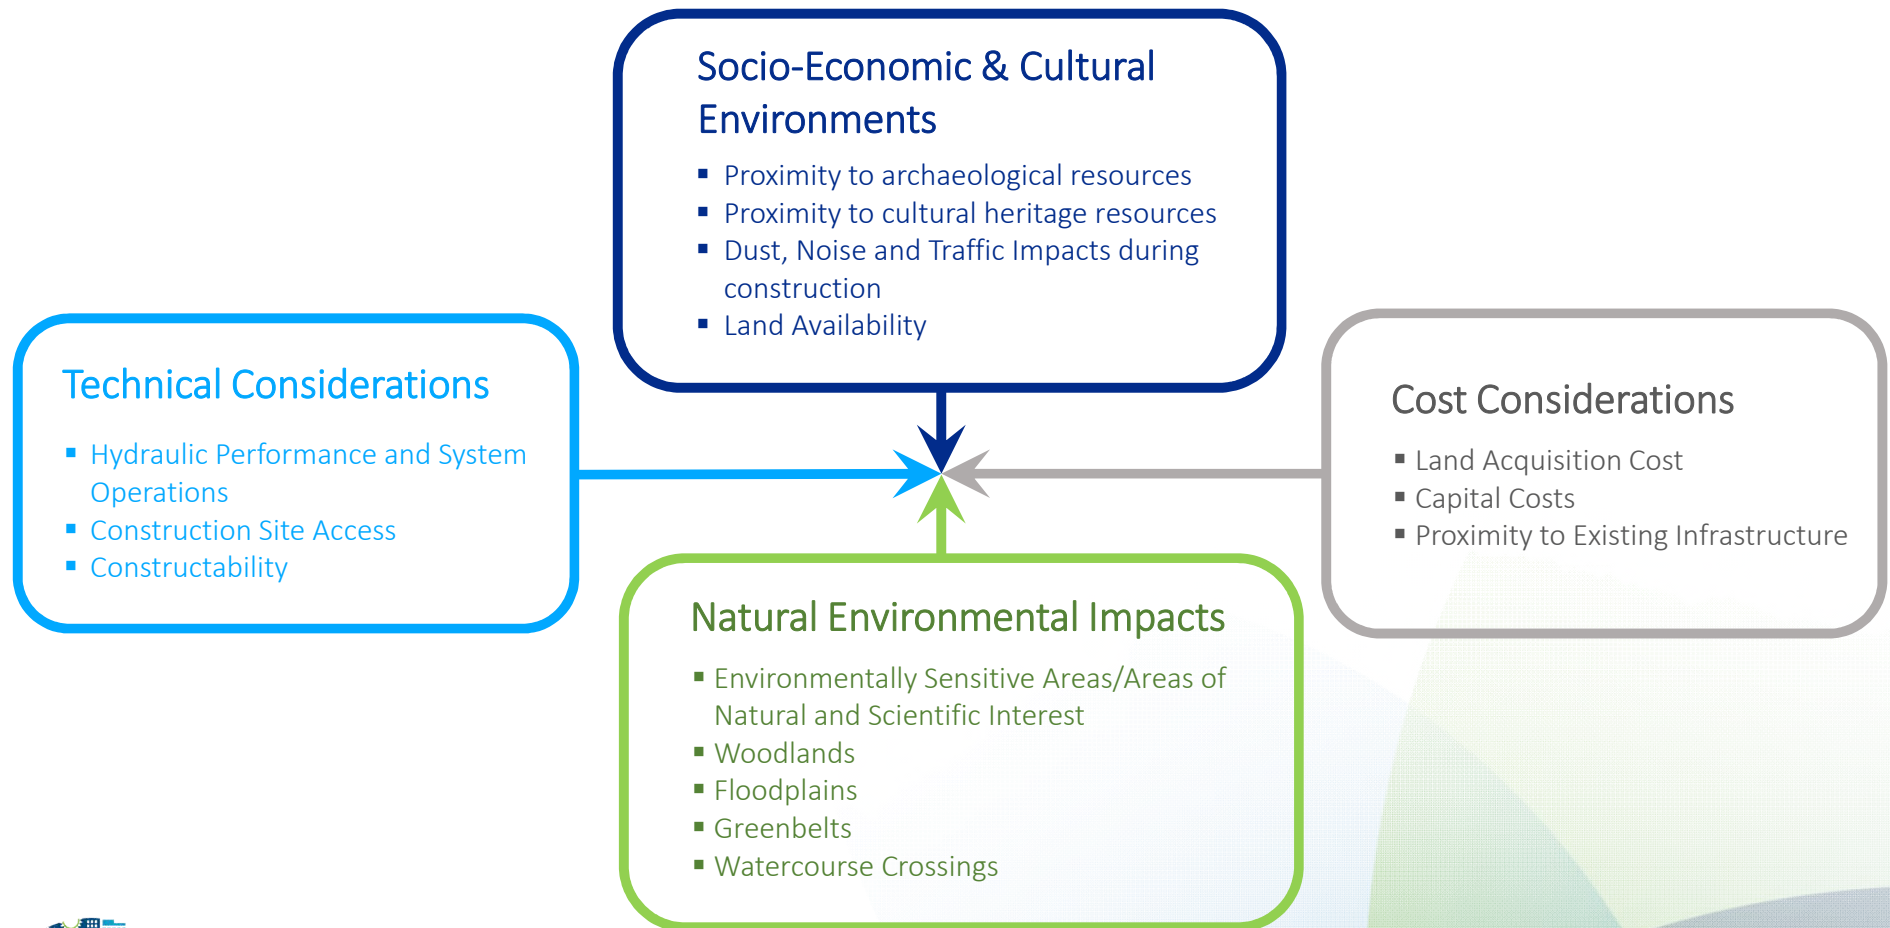 Socio-Economic & Cultural
Environments
▪ Proximity to archaeological resources
▪ Proximity to cultural heritage resources
▪ Dust, Noise and Traffic Impacts during
construction
▪ Land Availability
Technical Considerations
▪ Hydraulic Performance and System
Operations
▪ Construction Site Access
▪ Constructability
Cost Considerations
▪ Land Acquisition Cost
▪ Capital Costs
▪ Proximity to Existing Infrastructure
Natural Environmental Impacts
▪ Environmentally Sensitive Areas/Areas of
Natural and Scientific Interest
▪ Woodlands
▪ Floodplains
▪ Greenbelts
▪ Watercourse Crossings